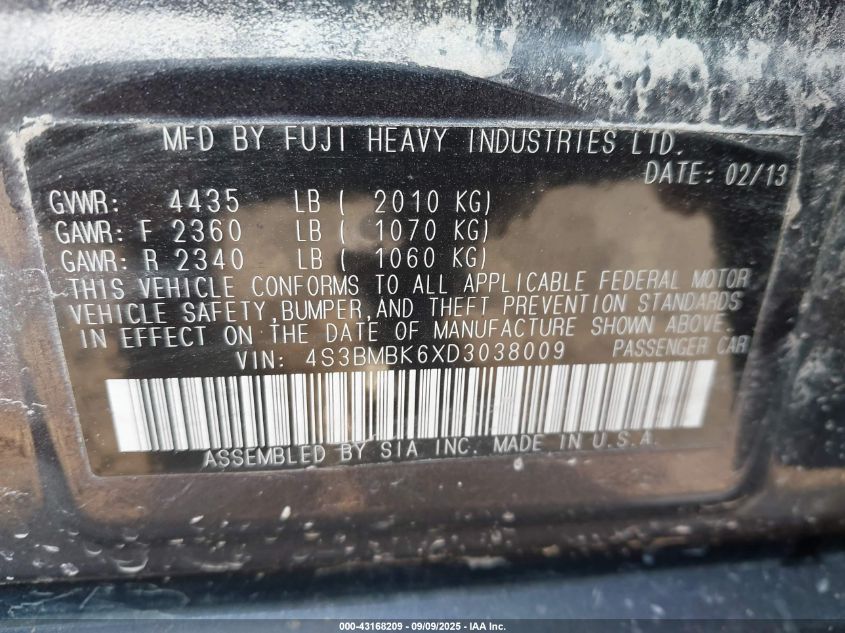 MFD BY FUJI HEAVY INDUSTRIES LTD.
DATE: 02/13
GVWR: 4435 LB ( 2010 KG)
GAWR: F 2360 LB ( 1070 KG)
GAWR: R 2340 LB ( 1060 KG)
THIS VEHICLE CONFORMS TO ALL APPLICABLE FEDERAL MOTOR
VEHICLE SAFETY, BUMPER, AND THEFT PREVENTION STANDARDS
IN EFFECT ON THE DATE OF MANUFACTURE SHOWN ABOVE.
VIN: 4S3BMBK6XD3038009 PASSENGER CAR
ASSEMBLED BY SIA INC. MADE IN U.S.A.
000-43168209 - 09/09/2025 - IAA Inc.